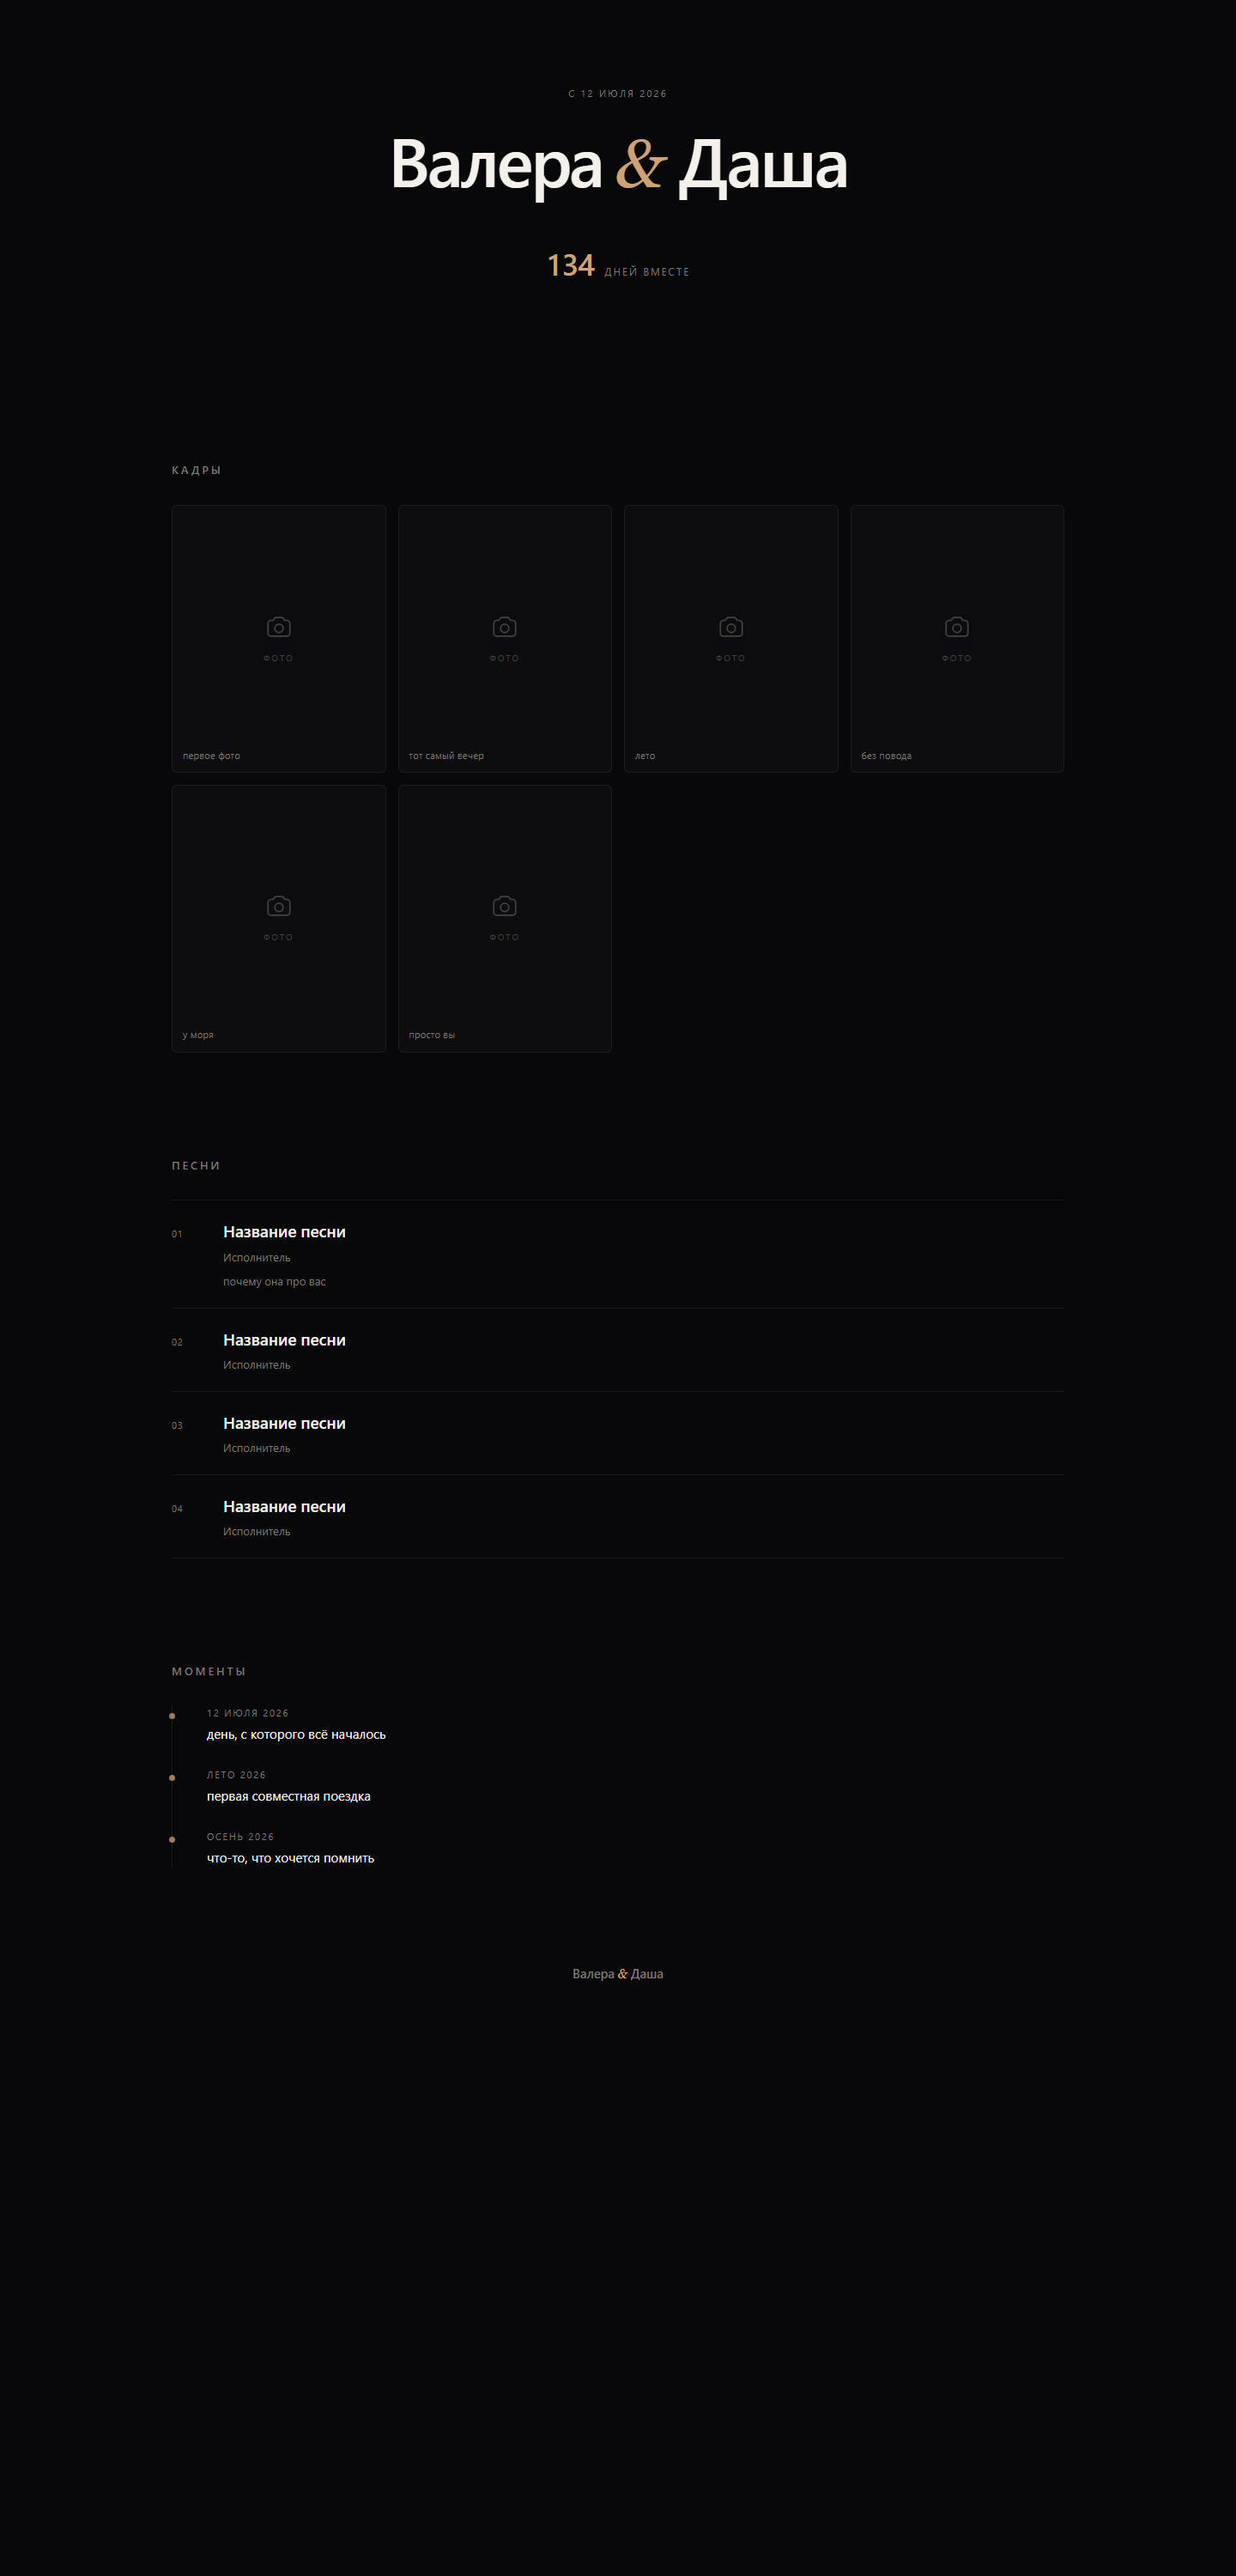 С 12 ИЮЛЯ 2026
Валера & Даша
134 ДНЕЙ ВМЕСТЕ
КАДРЫ
ФОТО ФОТО ФОТО ФОТО
первое фото тот самый вечер лето без повода
ФОТО ФОТО
у моря просто вы
ПЕСНИ
01 Название песни
Исполнитель
почему она про вас
02 Название песни
Исполнитель
03 Название песни
Исполнитель
04 Название песни
Исполнитель
МОМЕНТЫ
12 ИЮЛЯ 2026
день, с которого всё началось
ЛЕТО 2026
первая совместная поездка
ОСЕНЬ 2026
что-то, что хочется помнить
Валера & Даша